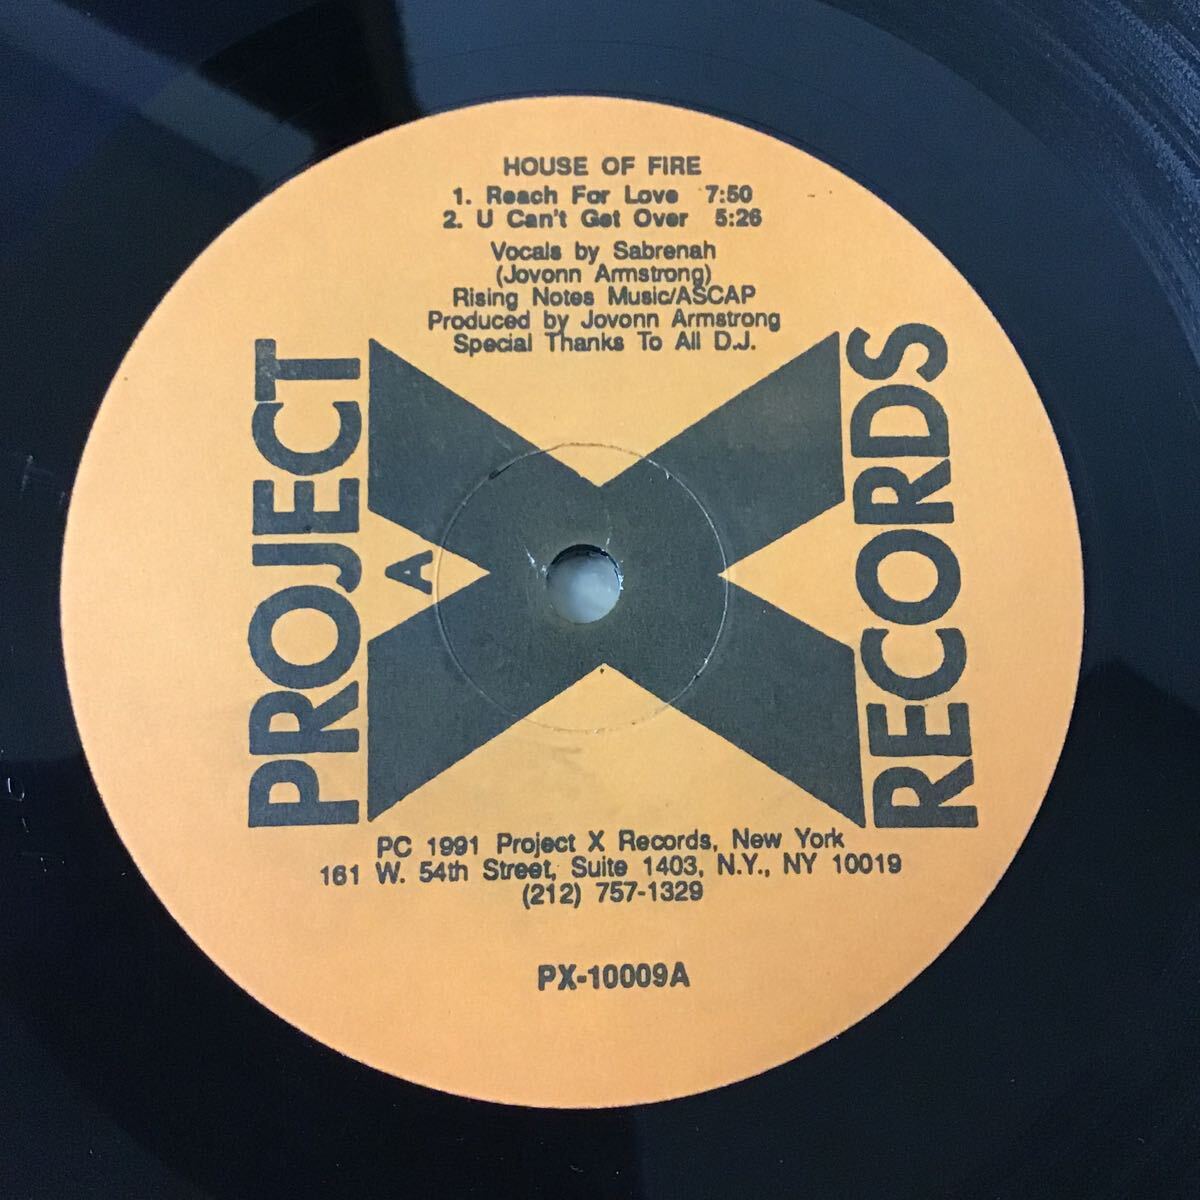 HOUSE OF FIRE
1. Reach For Love 7:50
2. U Can't Get Over 5:26
Vocals by Sabrenah
(Jovonn Armstrong)
Rising Notes Music/ASCAP
Produced by Jovonn Armstrong
Special Thanks To All D.J.
PROJECT
A
X
RECORDS
PC 1991 Project X Records, New York
161 W. 54th Street, Suite 1403, N.Y., NY 10019
(212) 757-1329
PX-10009A